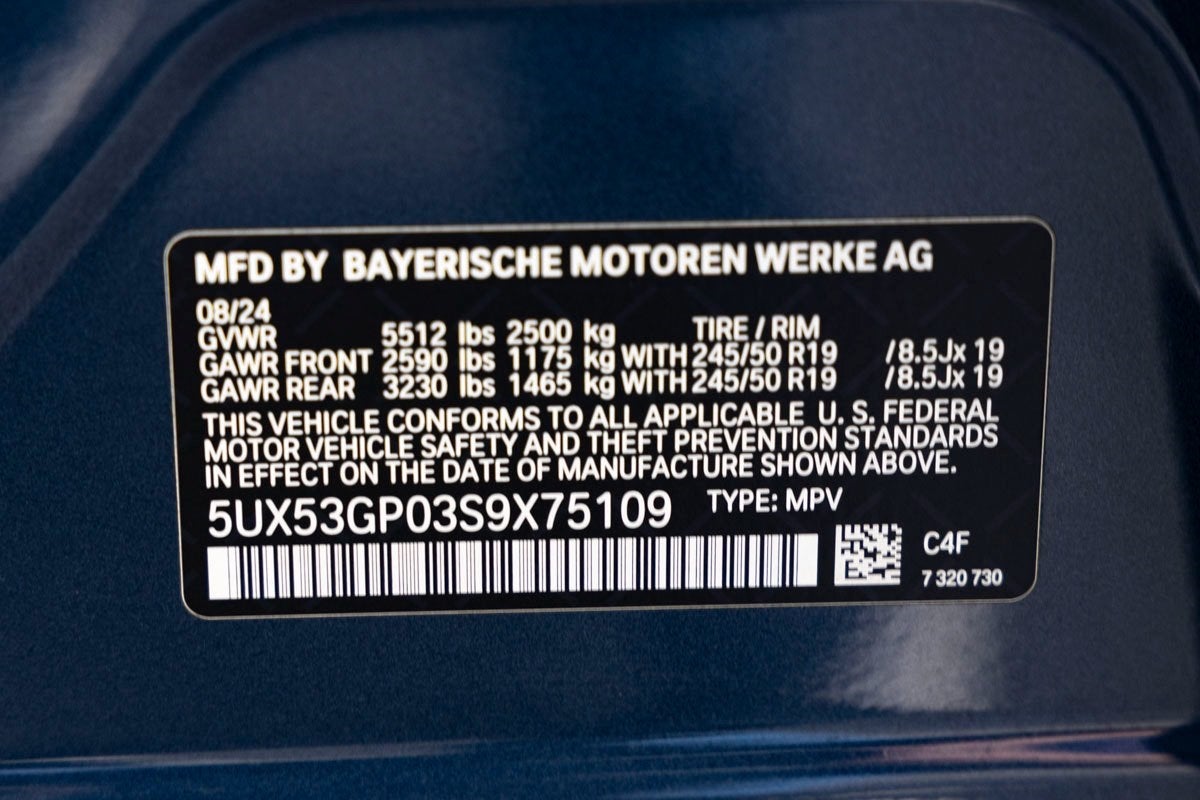 MFD BY BAYERISCHE MOTOREN WERKE AG
08/24
GVWR 5512 lbs 2500 kg TIRE / RIM
GAWR FRONT 2590 lbs 1175 kg WITH 245/50 R19 /8.5Jx 19
GAWR REAR 3230 lbs 1465 kg WITH 245/50 R19 /8.5Jx 19
THIS VEHICLE CONFORMS TO ALL APPLICABLE U. S. FEDERAL
MOTOR VEHICLE SAFETY AND THEFT PREVENTION STANDARDS
IN EFFECT ON THE DATE OF MANUFACTURE SHOWN ABOVE.
5UX53GP03S9X75109 TYPE: MPV
C4F
7 320 730